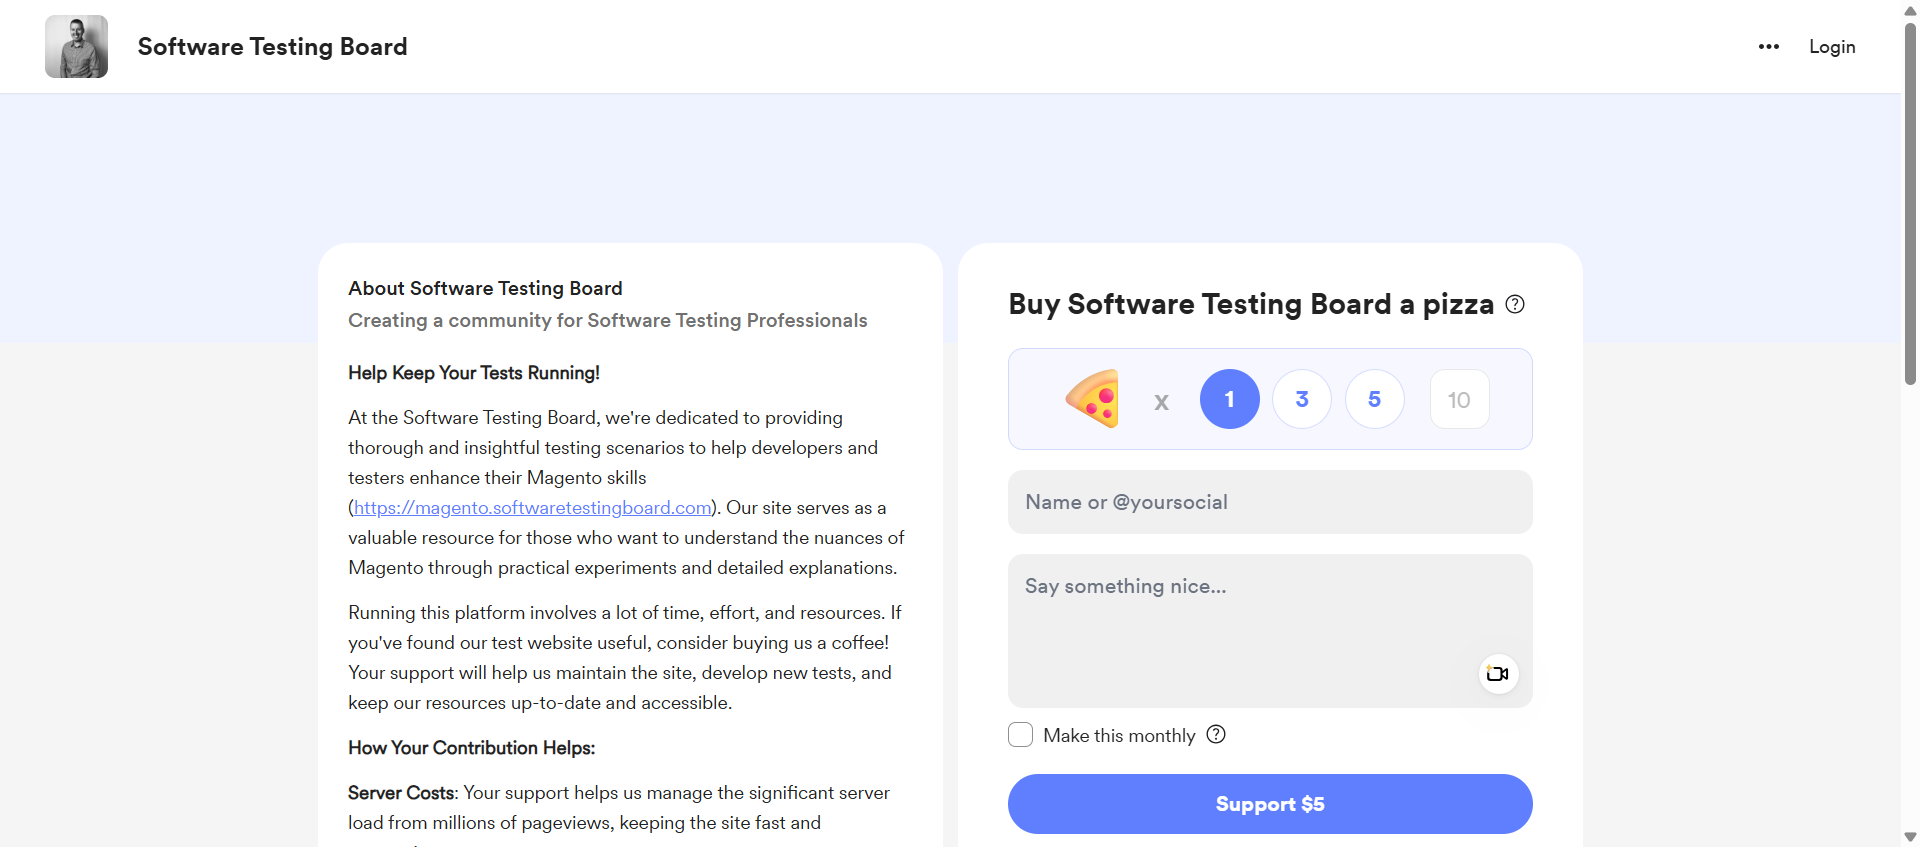 Software Testing Board
••• Login
About Software Testing Board
Creating a community for Software Testing Professionals
Help Keep Your Tests Running!
At the Software Testing Board, we're dedicated to providing
thorough and insightful testing scenarios to help developers and
testers enhance their Magento skills
(https://magento.softwaretestingboard.com). Our site serves as a
valuable resource for those who want to understand the nuances of
Magento through practical experiments and detailed explanations.
Running this platform involves a lot of time, effort, and resources. If
you've found our test website useful, consider buying us a coffee!
Your support will help us maintain the site, develop new tests, and
keep our resources up-to-date and accessible.
How Your Contribution Helps:
Server Costs: Your support helps us manage the significant server
load from millions of pageviews, keeping the site fast and
Buy Software Testing Board a pizza ?
x 1 3 5 10
Name or @yoursocial
Say something nice...
Make this monthly ?
Support $5